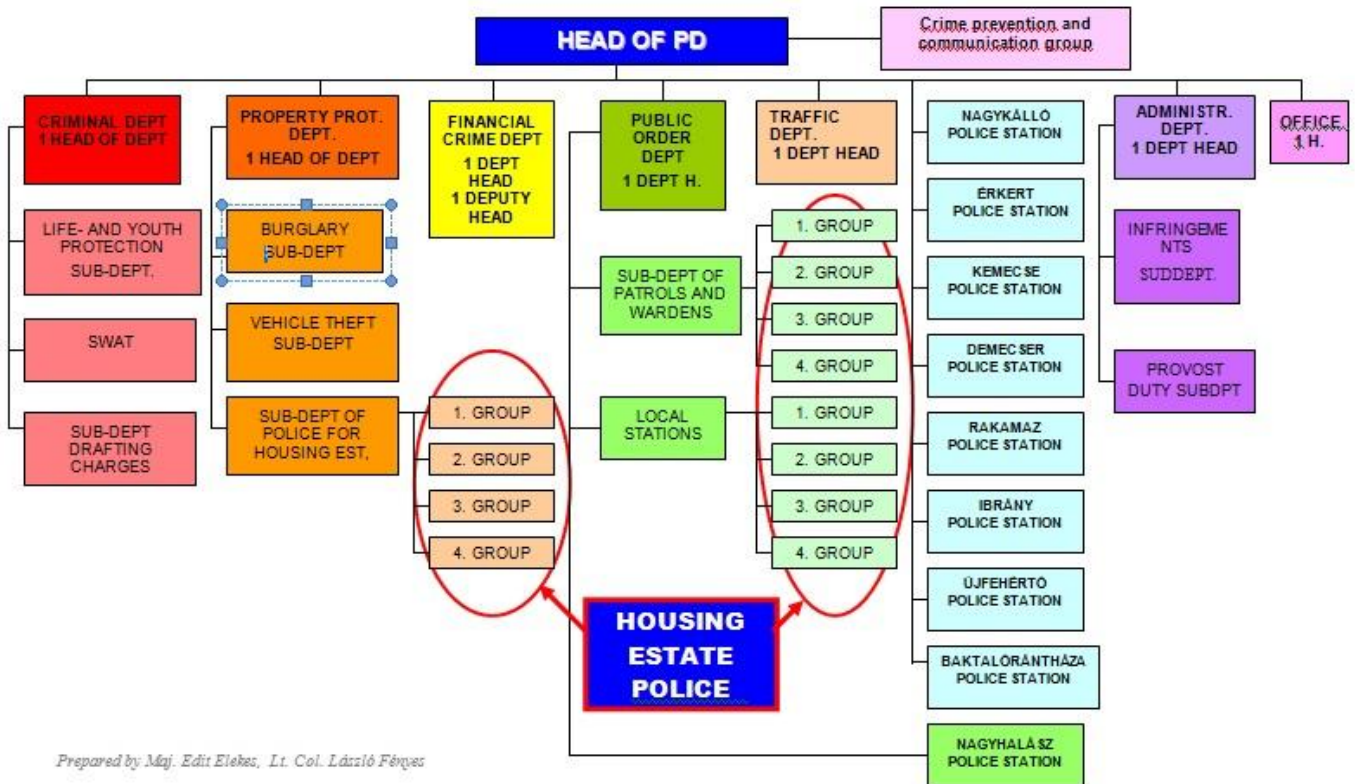 HEAD OF PD
Crime prevention and
communication group
CRIMINAL DEPT
1 HEAD OF DEPT
LIFE- AND YOUTH
PROTECTION
SUB-DEPT.
SWAT
SUB-DEPT
DRAFTING
CHARGES
PROPERTY PROT.
DEPT.
1 HEAD OF DEPT
BURGLARY
SUB-DEPT
VEHICLE THEFT
SUB-DEPT
SUB-DEPT OF
POLICE FOR
HOUSING EST,
FINANCIAL
CRIME DEPT
1 DEPT
HEAD
1 DEPUTY
HEAD
1. GROUP
2. GROUP
3. GROUP
4. GROUP
PUBLIC
ORDER
DEPT
1 DEPT H.
SUB-DEPT OF
PATROLS AND
WARDENS
LOCAL
STATIONS
TRAFFIC
DEPT.
1 DEPT HEAD
1. GROUP
2. GROUP
3. GROUP
4. GROUP
1. GROUP
2. GROUP
3. GROUP
4. GROUP
HOUSING
ESTATE
POLICE
NAGYKÁLLÓ
POLICE STATION
ÉRKERT
POLICE STATION
KEMECSE
POLICE STATION
DEMECSER
POLICE STATION
RAKAMAZ
POLICE STATION
IBRÁNY
POLICE STATION
ÚJFEHÉRTÓ
POLICE STATION
BAKTALÓRÁNTHÁZA
POLICE STATION
NAGYHALÁSZ
POLICE STATION
ADMINISTR.
DEPT.
1 DEPT HEAD
INFRINGEME
NTS
SUDDEPT.
PROVOST
DUTY SUBDPT
OFFICE
1 H.
Prepared by Maj. Edit Elekes, Lt. Col. László Fényes